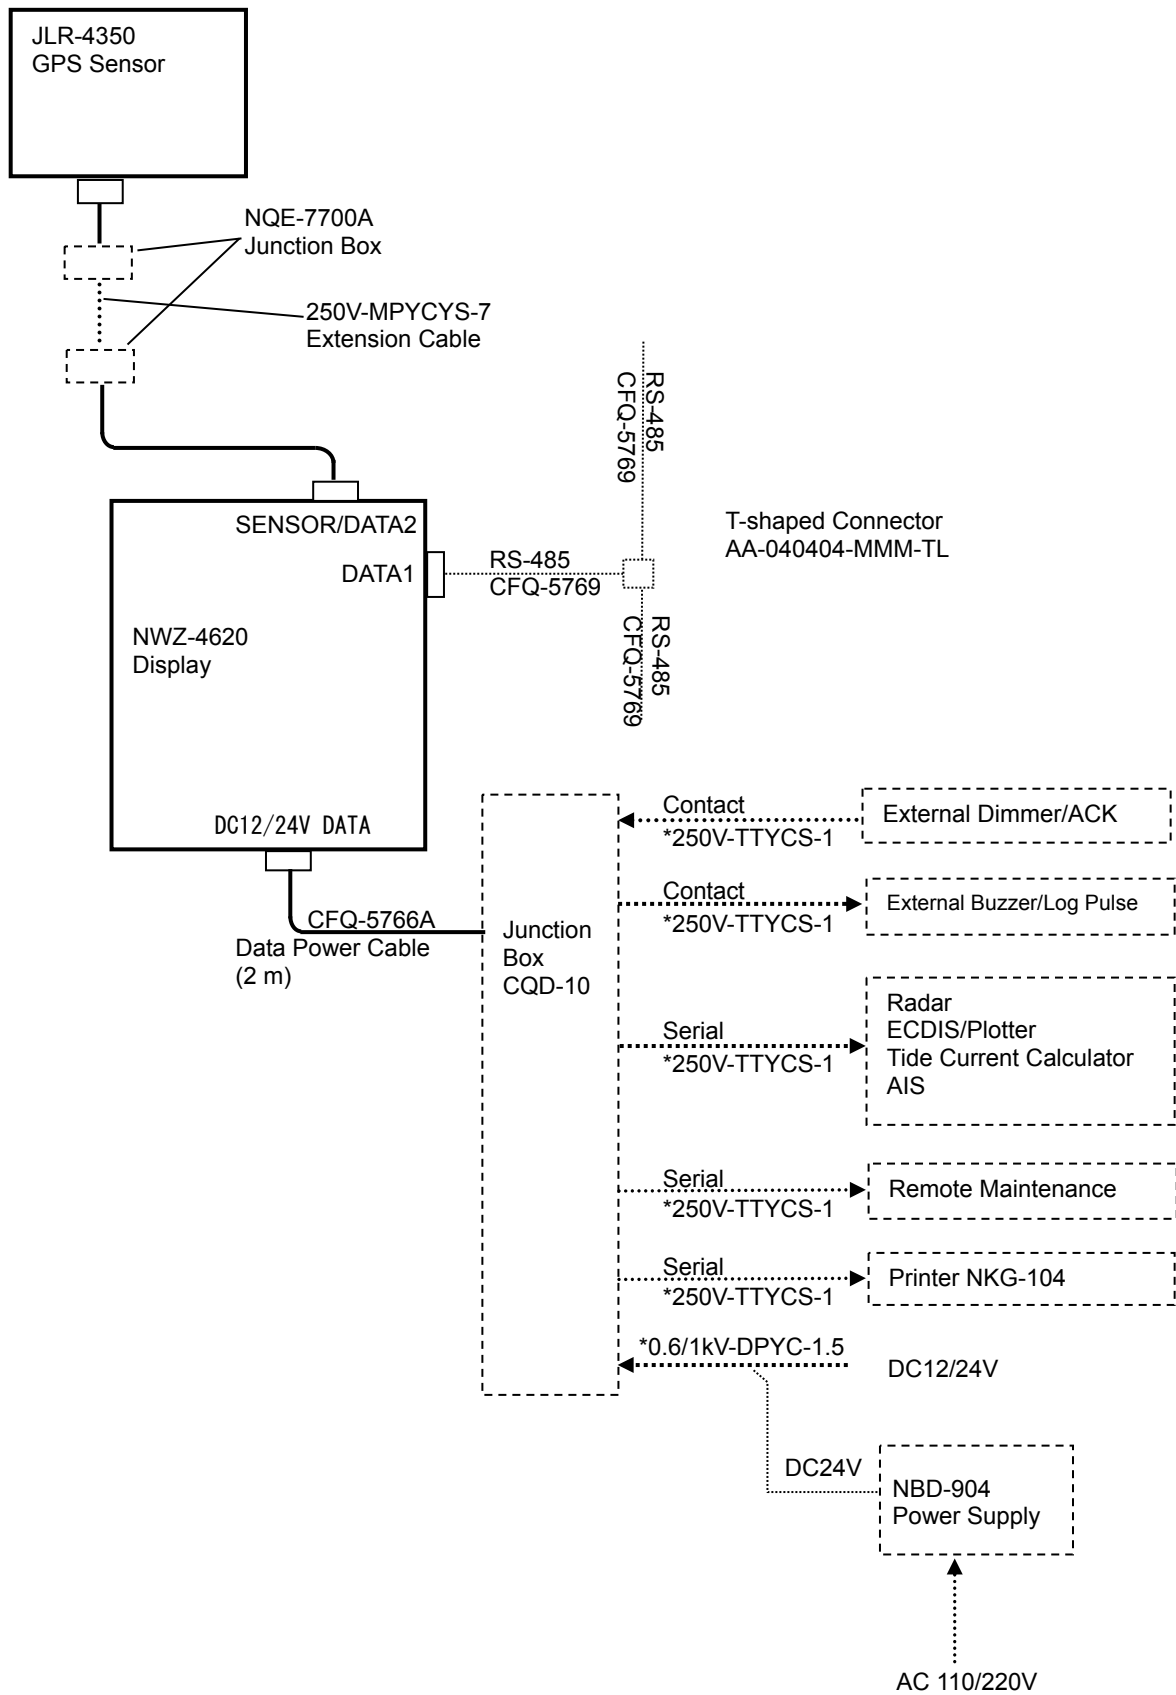 JLR-4350
GPS Sensor
NQE-7700A
Junction Box
250V-MPYCYS-7
Extension Cable
RS-485
CFQ-5769
SENSOR/DATA2
T-shaped Connector
AA-040404-MMM-TL
DATA1
RS-485
CFQ-5769
NWZ-4620
Display
RS-485
CFQ-5769
DC12/24V DATA
CFQ-5766A
Data Power Cable
(2 m)
Junction
Box
CQD-10
Contact
*250V-TTYCS-1
External Dimmer/ACK
Contact
*250V-TTYCS-1
External Buzzer/Log Pulse
Serial
*250V-TTYCS-1
Radar
ECDIS/Plotter
Tide Current Calculator
AIS
Serial
*250V-TTYCS-1
Remote Maintenance
Serial
*250V-TTYCS-1
Printer NKG-104
*0.6/1kV-DPYC-1.5
DC12/24V
DC24V
NBD-904
Power Supply
AC 110/220V